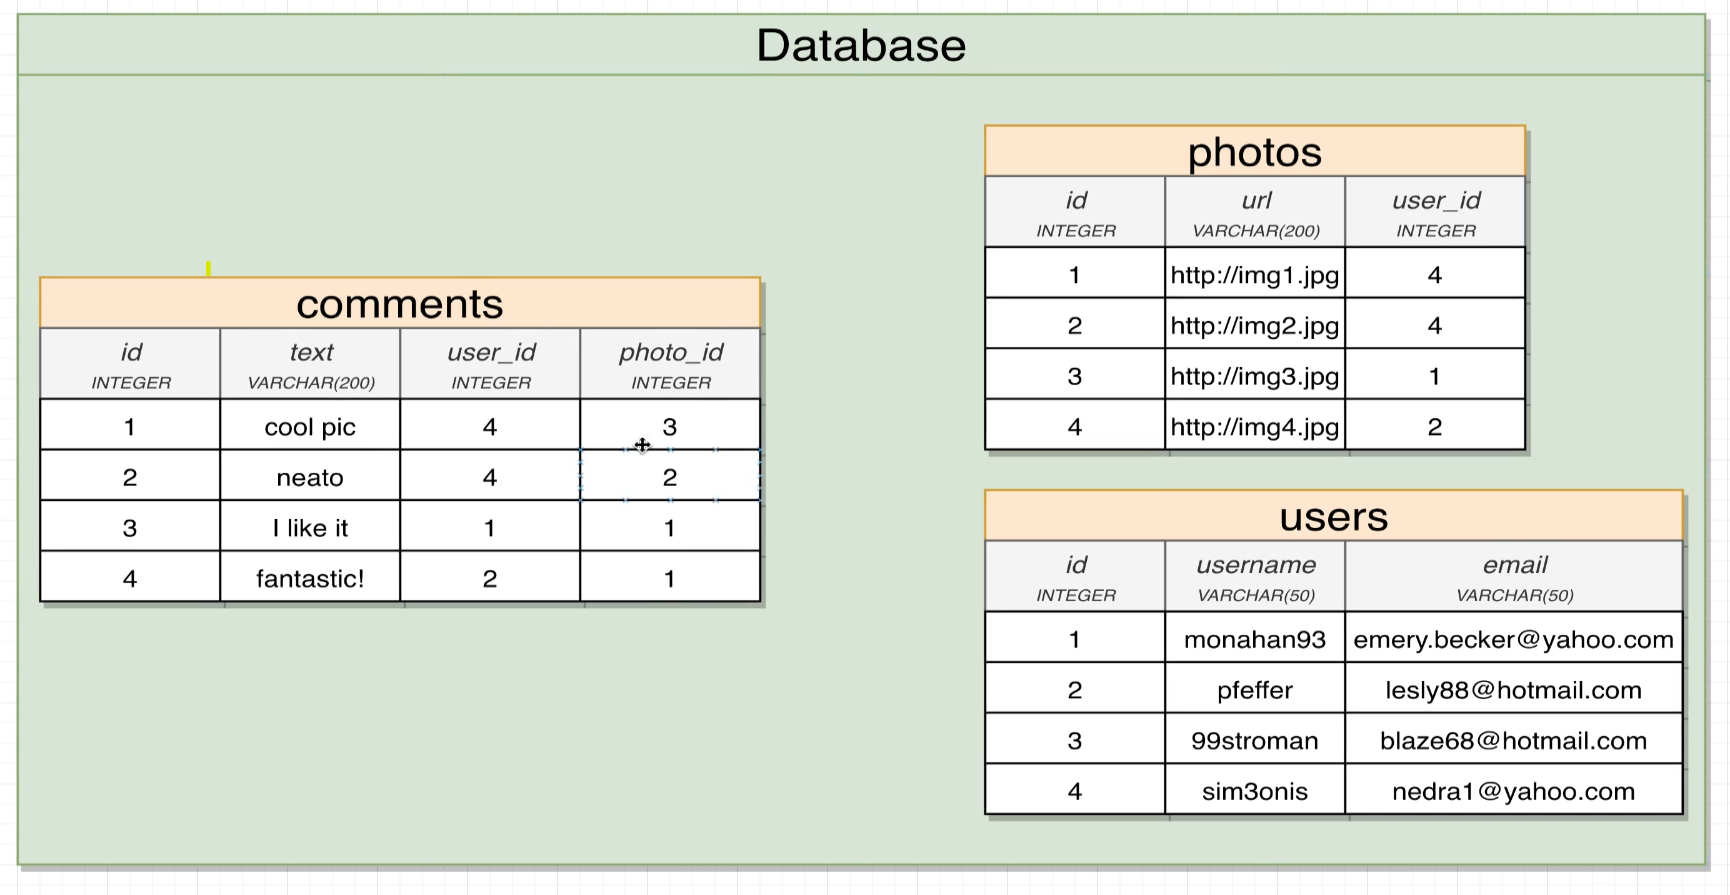 Database
comments
id text user_id photo_id
INTEGER VARCHAR(200) INTEGER INTEGER
1 cool pic 4 3
2 neato 4 2
3 I like it 1 1
4 fantastic! 2 1
photos
id url user_id
INTEGER VARCHAR(200) INTEGER
1 http://img1.jpg 4
2 http://img2.jpg 4
3 http://img3.jpg 1
4 http://img4.jpg 2
users
id username email
INTEGER VARCHAR(50) VARCHAR(50)
1 monahan93 emery.becker@yahoo.com
2 pfeffer lesly88@hotmail.com
3 99stroman blaze68@hotmail.com
4 sim3onis nedra1@yahoo.com